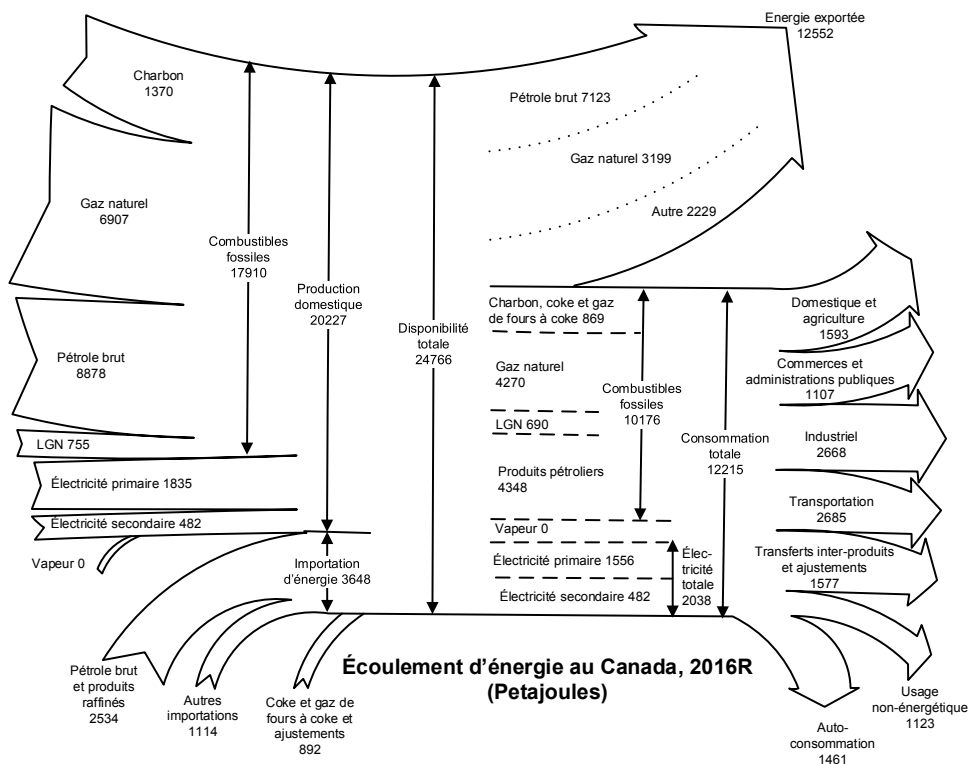 Energie exportée
12552
Charbon
1370
Pétrole brut 7123
Gaz naturel 3199
Autre 2229
Gaz naturel
6907
Combustibles
fossiles
17910
Production
domestique
20227
Disponibilité
totale
24766
Charbon, coke et gaz
de fours à coke 869
Gaz naturel
4270
Combustibles
fossiles
10176
LGN 690
Consommation
totale
12215
Produits pétroliers
4348
Vapeur 0
Électricité primaire 1556
Électricité secondaire 482
Élec-
tricité
totale
2038
Domestique et
agriculture
1593
Commerces et
administrations publiques
1107
Industriel
2668
Transportation
2685
Transferts inter-produits
et ajustements
1577
Pétrole brut
8878
LGN 755
Électricité primaire 1835
Électricité secondaire 482
Vapeur 0
Importation
d'énergie 3648
Pétrole brut
et produits
raffinés
2534
Autres
importations
1114
Coke et gaz
de fours à coke et
ajustements
892
Écoulement d'énergie au Canada, 2016R
(Petajoules)
Usage
non-énergétique
1123
Auto-
consommation
1461